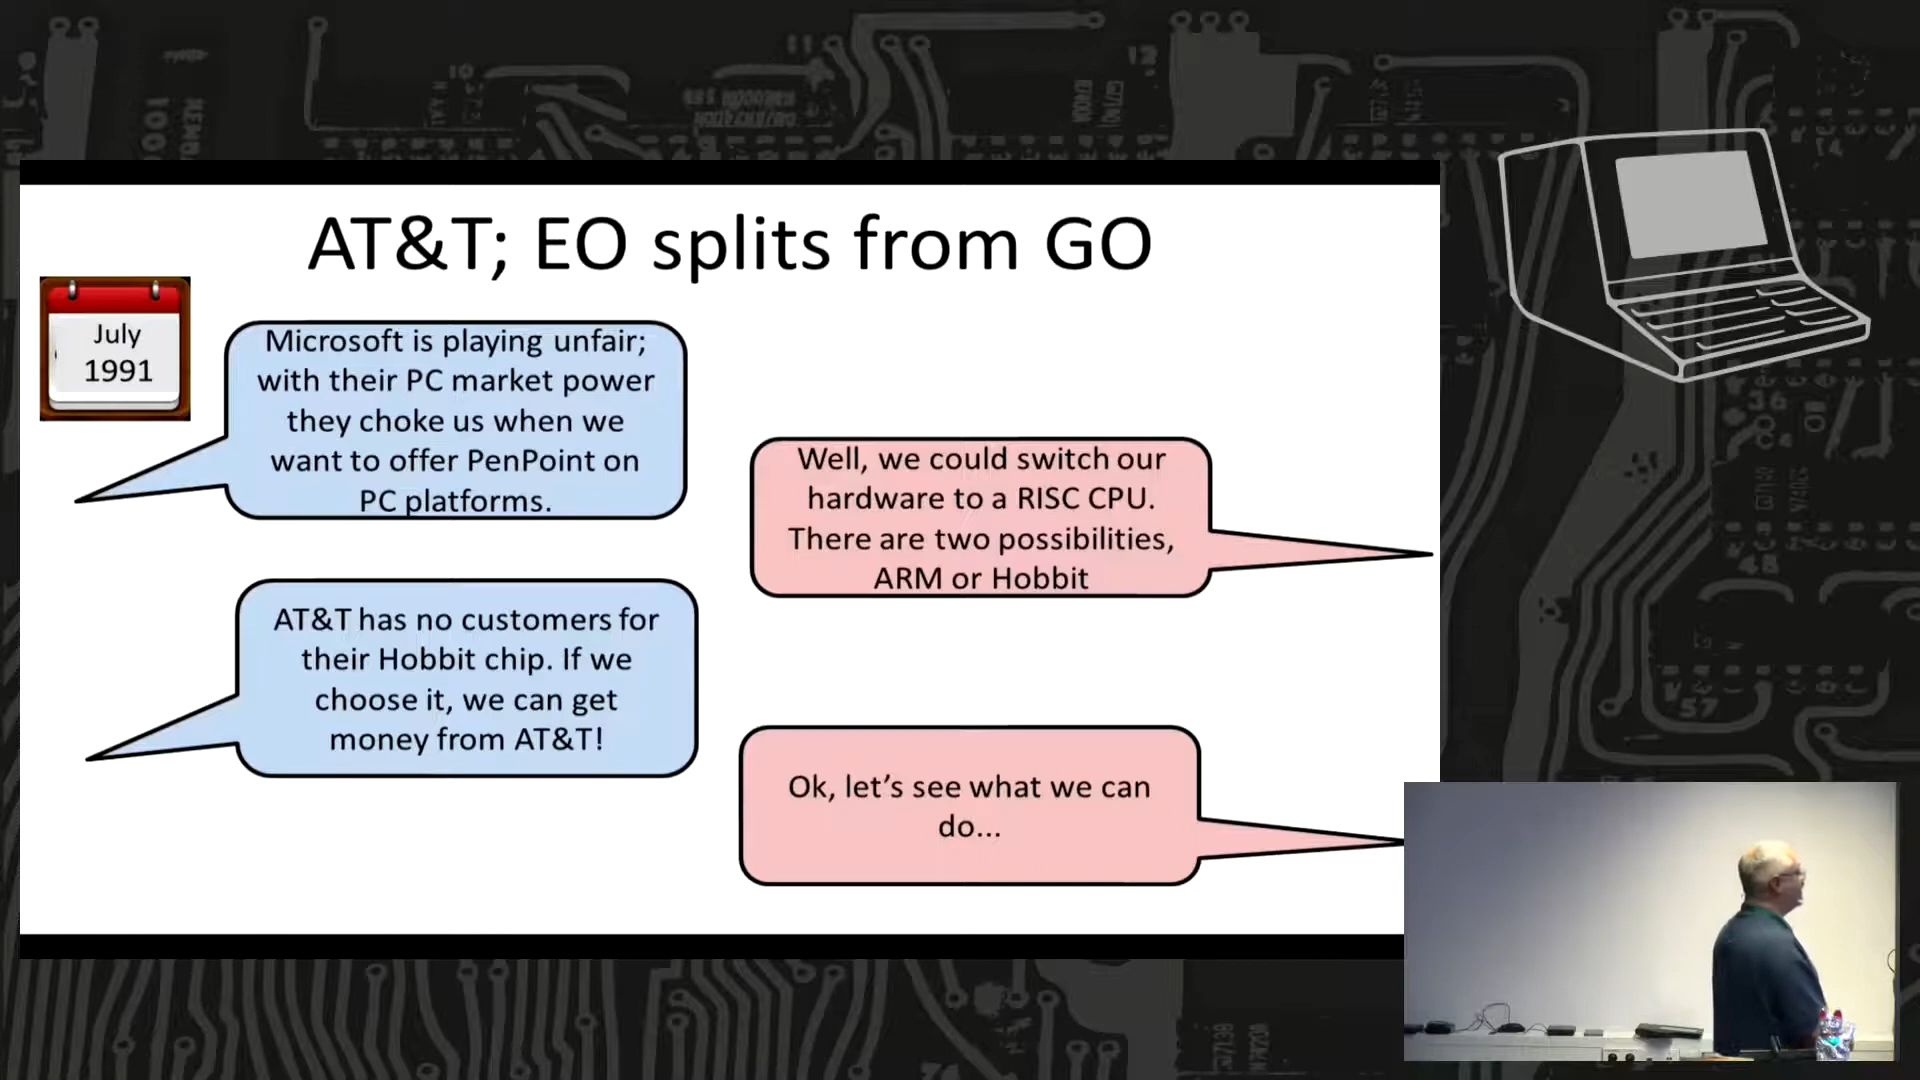 AT&T; EO splits from GO
July
1991
Microsoft is playing unfair;
with their PC market power
they choke us when we
want to offer PenPoint on
PC platforms.
Well, we could switch our
hardware to a RISC CPU.
There are two possibilities,
ARM or Hobbit
AT&T has no customers for
their Hobbit chip. If we
choose it, we can get
money from AT&T!
Ok, let's see what we can
do...